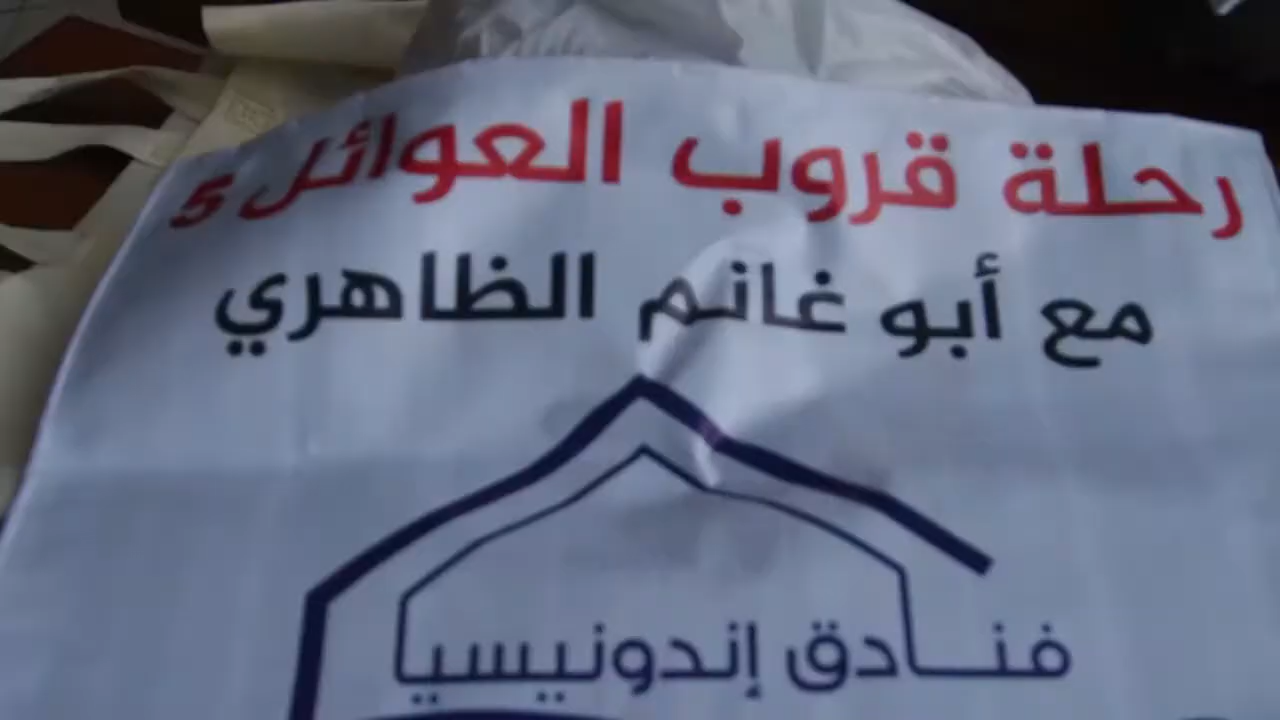 رحلة قروب العوائل 5
مع أبو غانم الظاهري
فنادق إندونيسيا